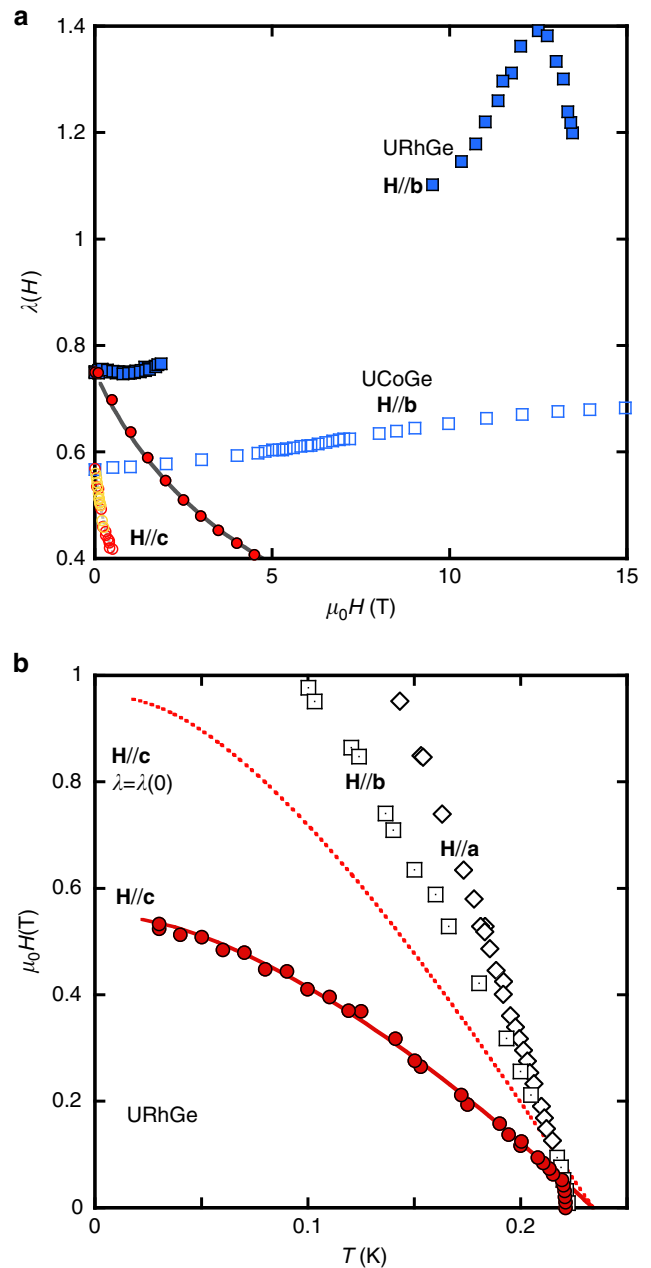 a
1.4
1.2
1
0.8
0.6
0.4
λ(H)
URhGe
H//b
UCoGe
H//b
H//c
0
5
10
15
μ0H (T)
b
1
0.8
0.6
0.4
0.2
0
μ0H(T)
H//c
λ=λ(0)
H//b
H//a
H//c
URhGe
0
0.1
0.2
T (K)